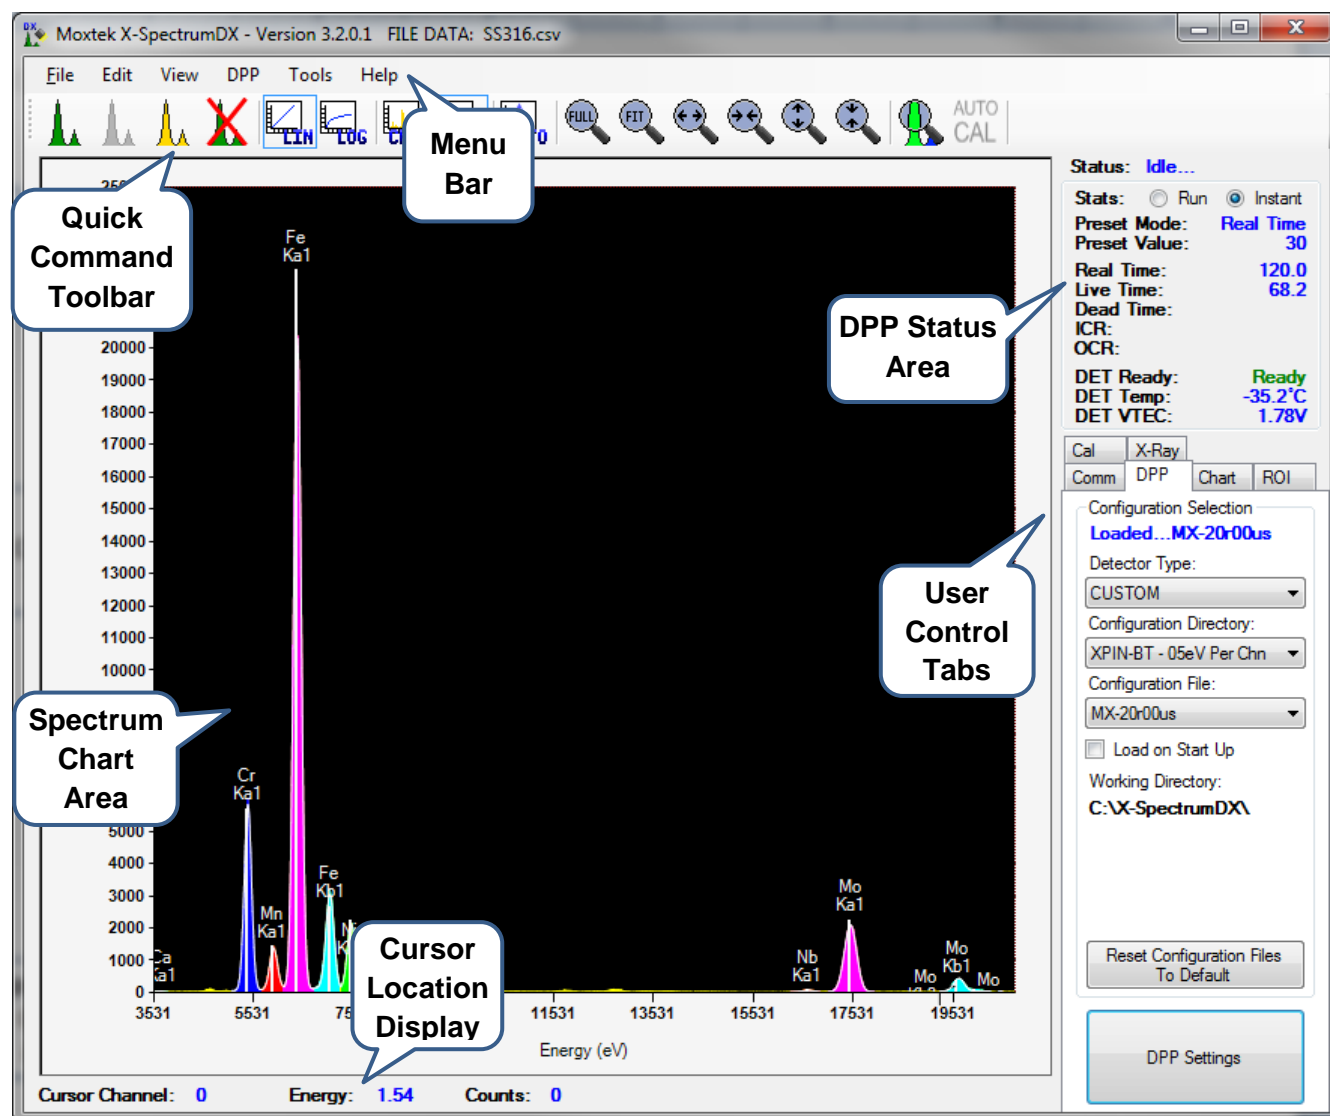 Moxtek X-SpectrumDX - Version 3.2.0.1 FILE DATA: SS316.csv
File Edit View DPP Tools Help
LIN LOG FULL FIT AUTO CAL
Menu Bar
Quick Command Toolbar
Status: Idle...
Stats: Run Instant
Preset Mode: Real Time
Preset Value: 30
Real Time: 120.0
Live Time: 68.2
Dead Time:
ICR:
OCR:
DET Ready: Ready
DET Temp: -35.2°C
DET VTEC: 1.78V
DPP Status Area
Cal X-Ray
Comm DPP Chart ROI
Configuration Selection
Loaded...MX-20r00us
Detector Type:
CUSTOM
Configuration Directory:
XPIN-BT - 05eV Per Chn
Configuration File:
MX-20r00us
Load on Start Up
Working Directory:
C:\X-SpectrumDX\
Reset Configuration Files
To Default
DPP Settings
User Control Tabs
Fe
Ka1
20000
19000
18000
17000
16000
15000
14000
13000
12000
11000
10000
Spectrum Chart Area
Cr
Ka1
5000
4000
3000
2000
1000
0
Ca
Ka1
Mn
Ka1
Fe
Kb1
Mo
Ka1
Nb
Ka1
Mo
Kb1
Mo
Mo
Cursor Location Display
3531 5531 11531 13531 15531 17531 19531
Energy (eV)
Cursor Channel: 0 Energy: 1.54 Counts: 0